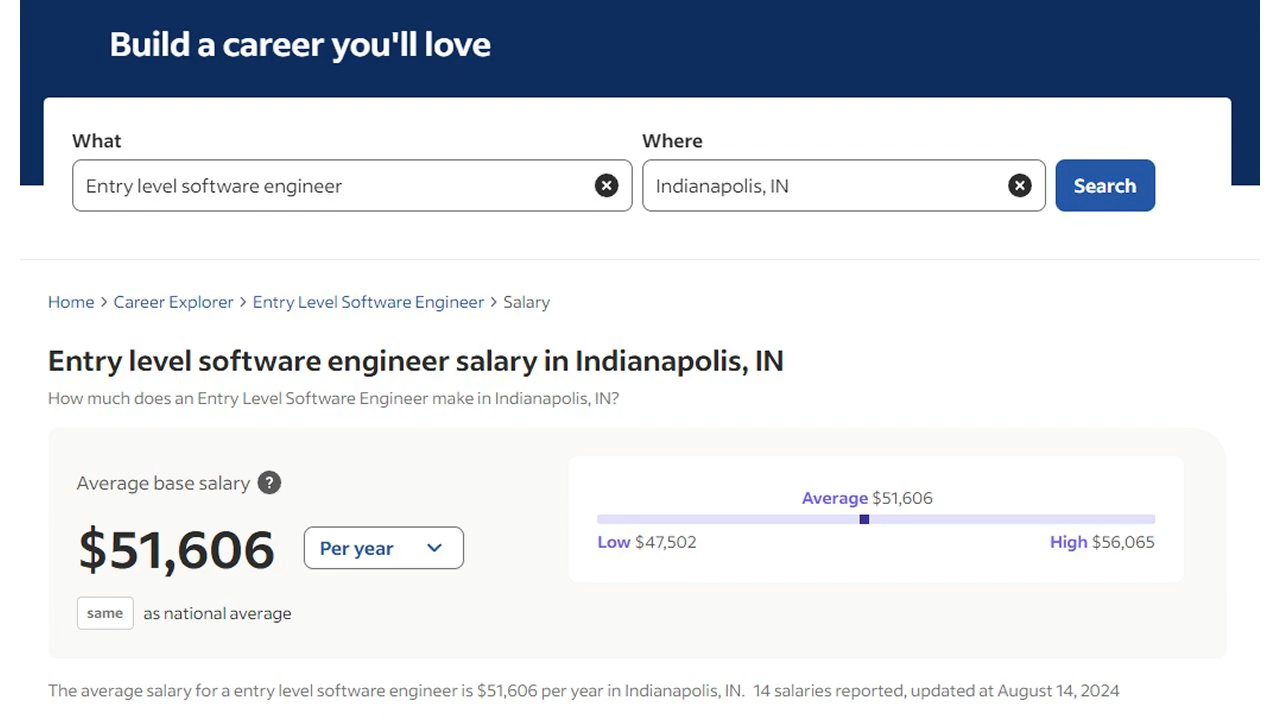 Build a career you'll love
What Where
Entry level software engineer Indianapolis, IN Search
Home > Career Explorer > Entry Level Software Engineer > Salary
Entry level software engineer salary in Indianapolis, IN
How much does an Entry Level Software Engineer make in Indianapolis, IN?
Average base salary ?
$51,606 Per year
same as national average
Average $51,606
Low $47,502 High $56,065
The average salary for a entry level software engineer is $51,606 per year in Indianapolis, IN. 14 salaries reported, updated at August 14, 2024